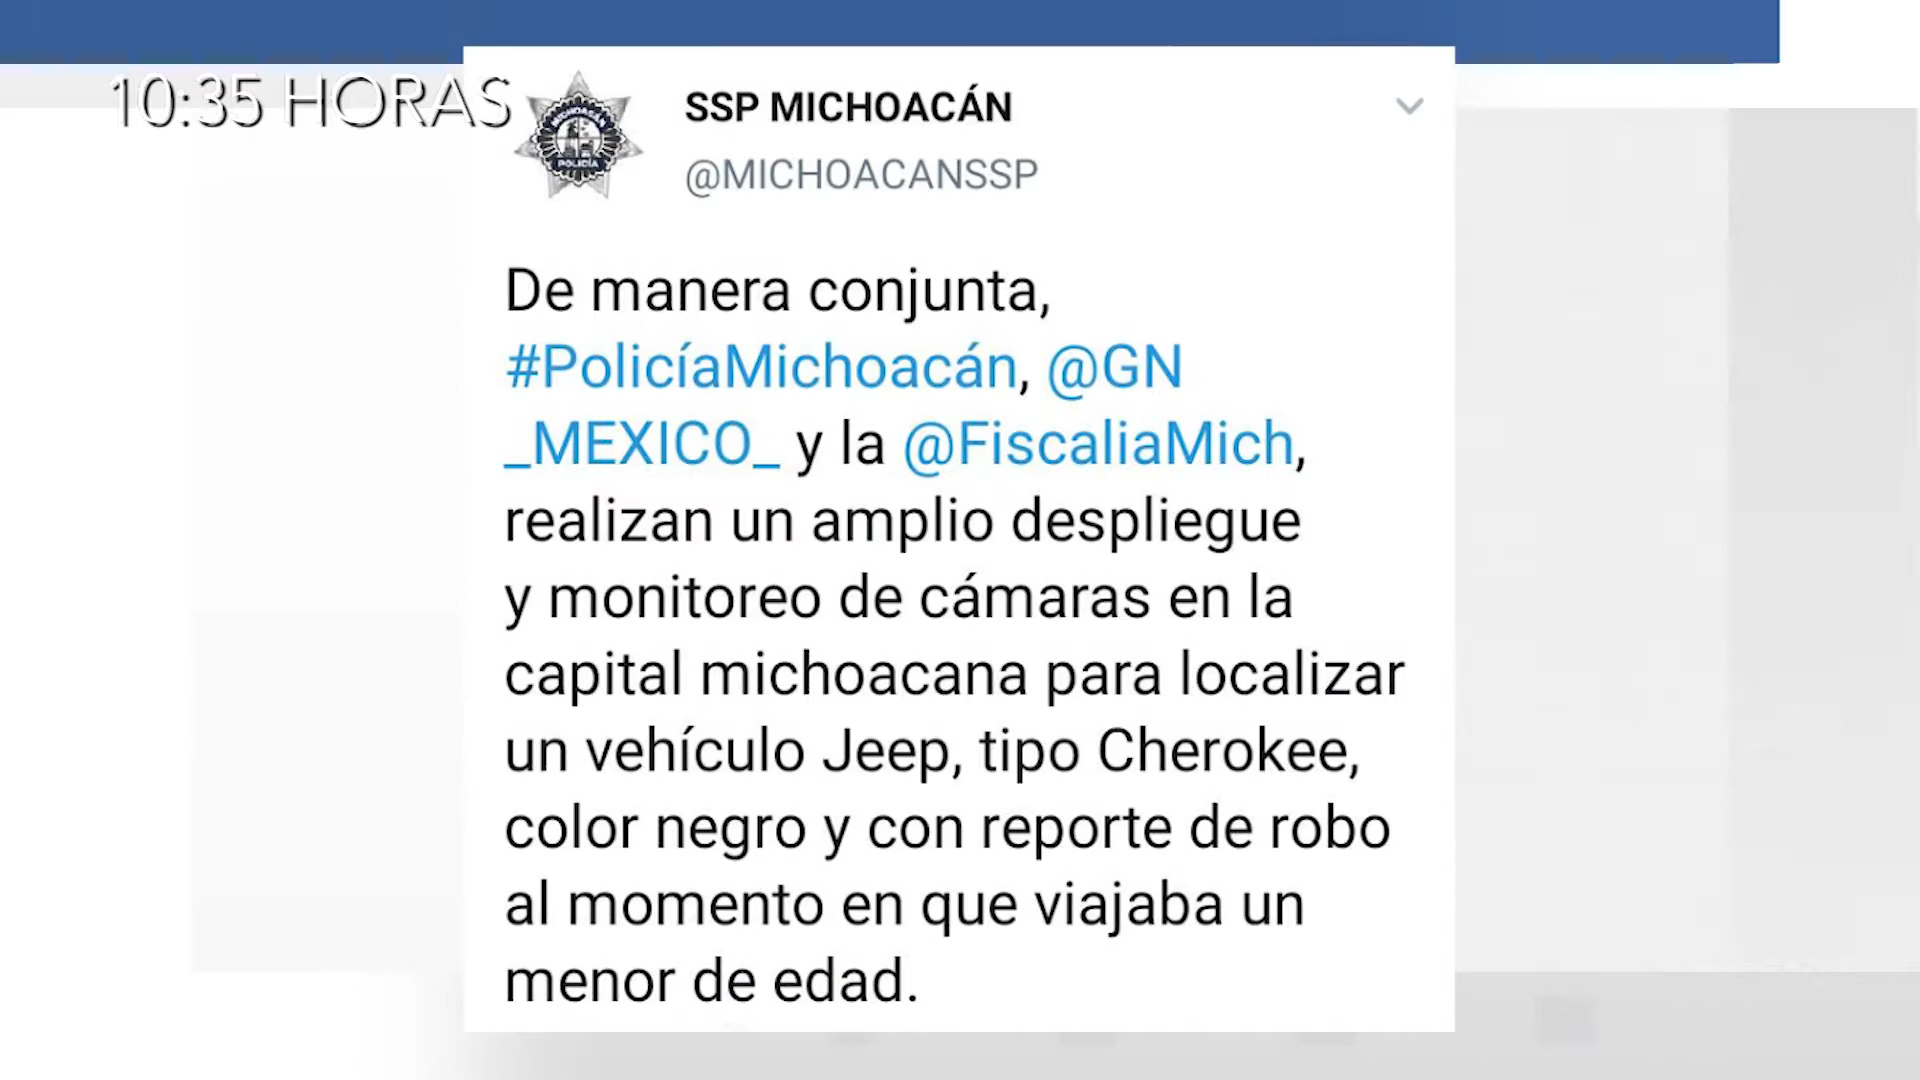 10:35 HORAS
MICHOACÁN
POLICÍA
SSP MICHOACÁN
@MICHOACANSSP
De manera conjunta,
#PolicíaMichoacán, @GN
_MEXICO_ y la @FiscaliaMich,
realizan un amplio despliegue
y monitoreo de cámaras en la
capital michoacana para localizar
un vehículo Jeep, tipo Cherokee,
color negro y con reporte de robo
al momento en que viajaba un
menor de edad.